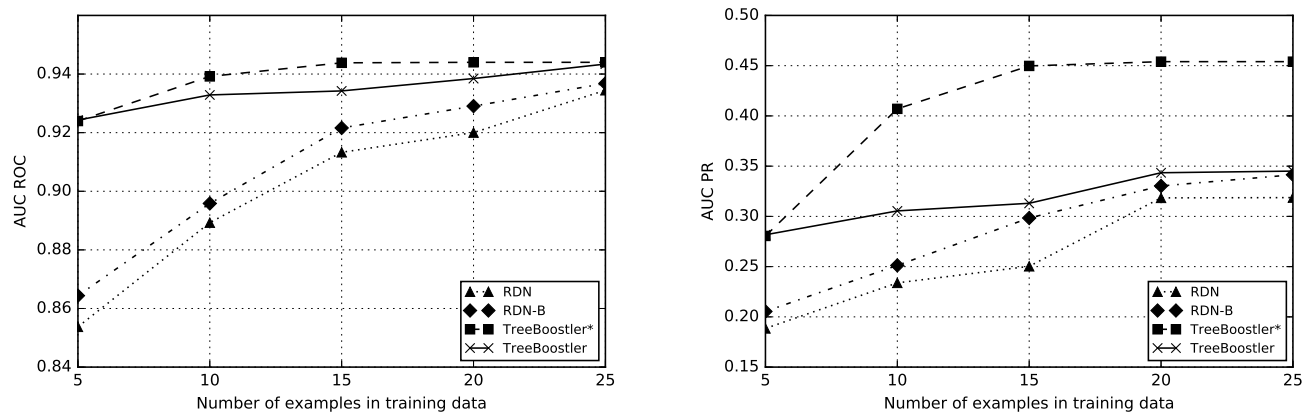 AUC ROC
0.94
0.92
0.90
0.88
0.86
0.84
5 10 15 20 25
Number of examples in training data
RDN
RDN-B
TreeBoostler*
TreeBoostler
AUC PR
0.50
0.45
0.40
0.35
0.30
0.25
0.20
0.15
5 10 15 20 25
Number of examples in training data
RDN
RDN-B
TreeBoostler*
TreeBoostler